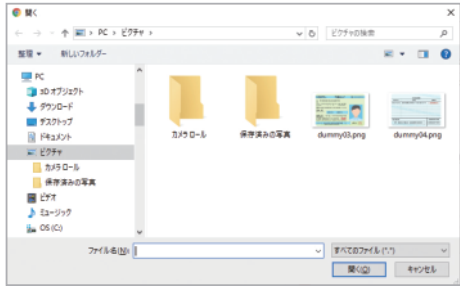 開く
PC › ピクチャ ›
ピクチャの検索
整理 ▾ 新しいフォルダー
PC
3D オブジェクト
ダウンロード
デスクトップ
ドキュメント
ピクチャ
カメラロール
保存済みの写真
ビデオ
ミュージック
OS (C:)
カメラロール
保存済みの写真
dummy03.png
dummy04.png
ファイル名(N):
すべてのファイル (*.*)
開く(O)
キャンセル